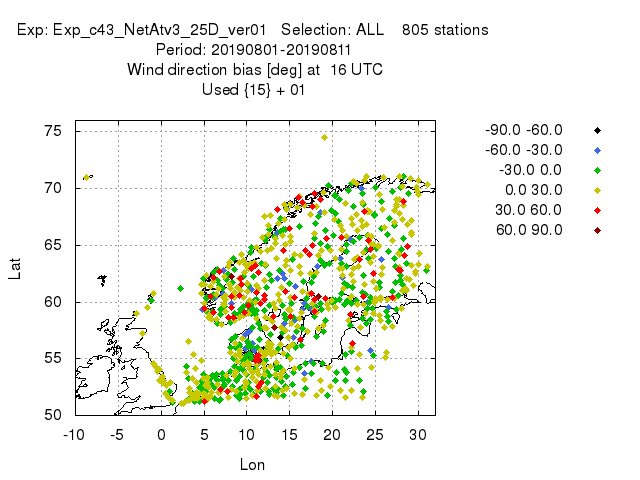 Exp: Exp_c43_NetAtv3_25D_ver01 Selection: ALL 805 stations
Period: 20190801-20190811
Wind direction bias [deg] at 16 UTC
Used {15} + 01
-90.0 -60.0
-60.0 -30.0
-30.0 0.0
0.0 30.0
30.0 60.0
60.0 90.0
Lat
75
70
65
60
55
50
-10 -5 0 5 10 15 20 25 30
Lon